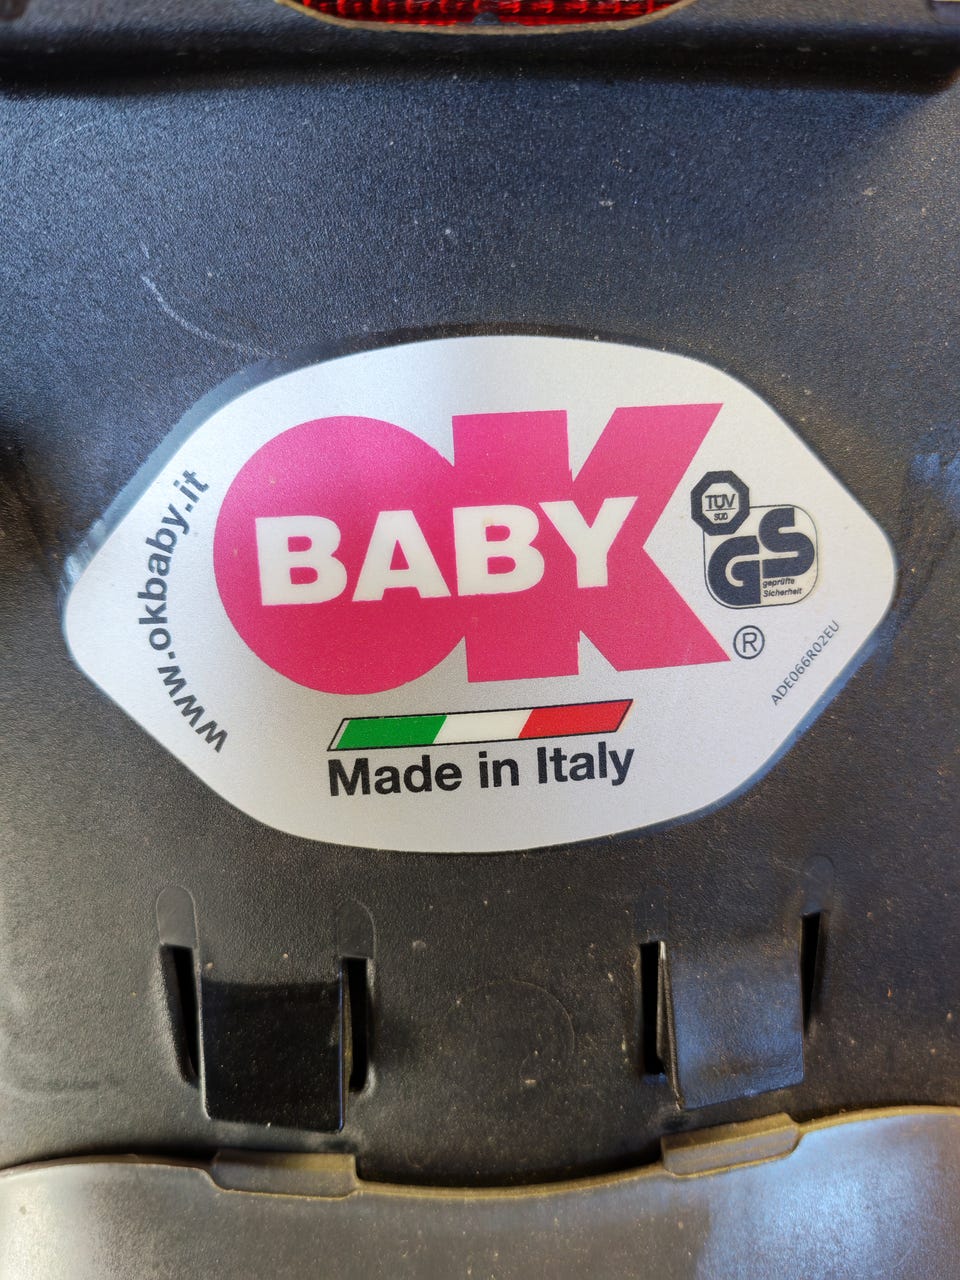 www.okbaby.it
OK
BABY
®
TÜV
SÜD
GS
geprüfte
Sicherheit
ADE066R02EU
Made in Italy